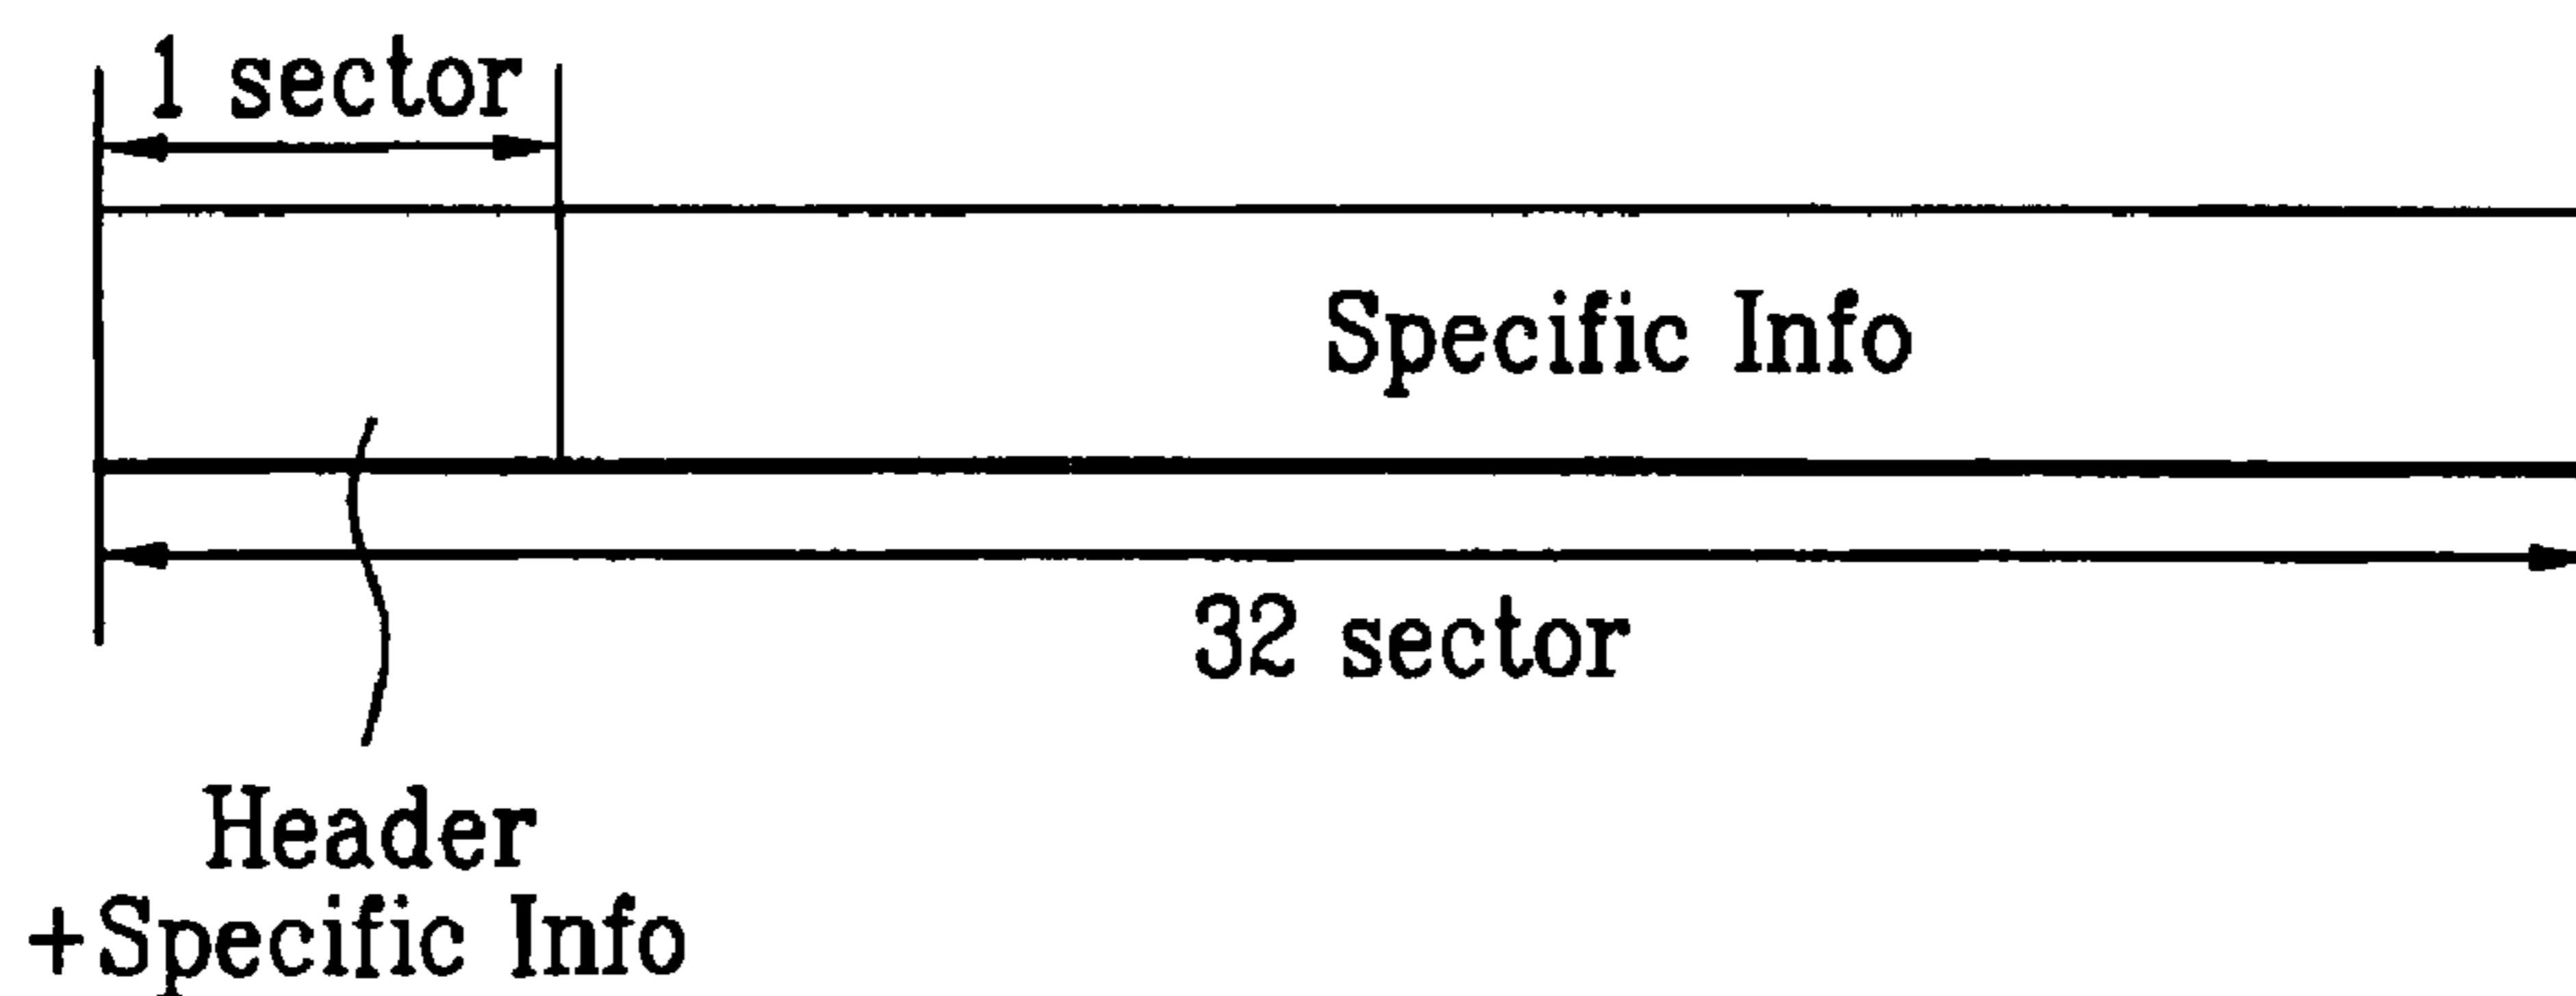 1 sector
Specific Info
32 sector
Header
+Specific Info